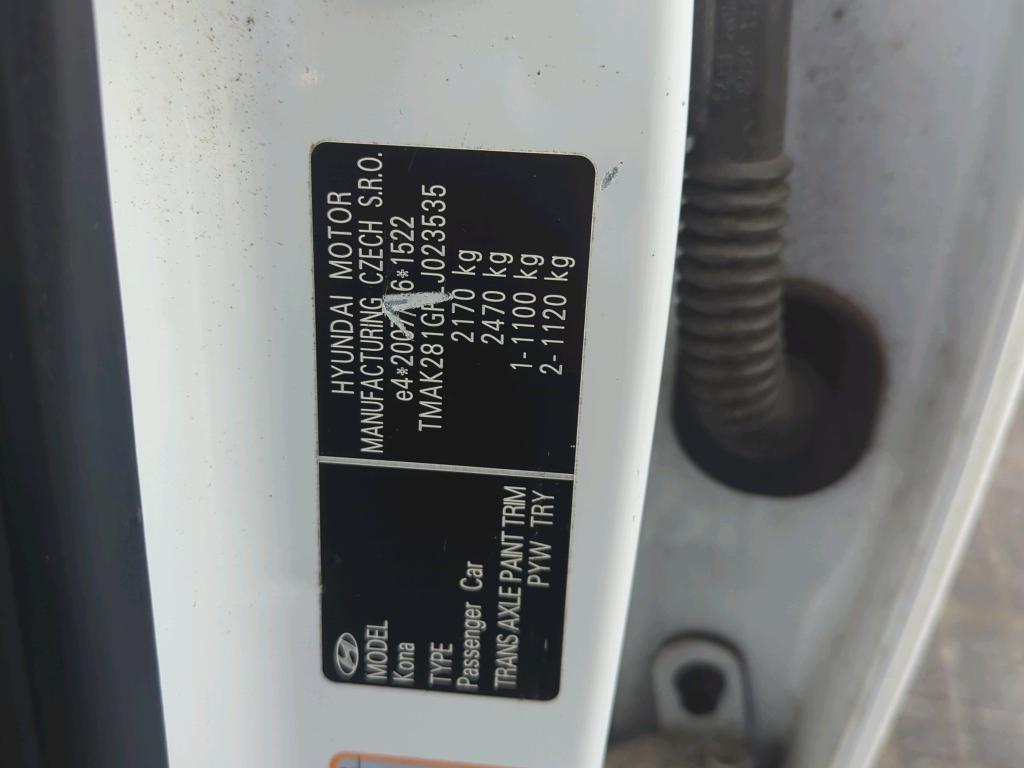 HYUNDAI MOTOR
MANUFACTURING CZECH S.R.O.
2170 kg
2470 kg
1-1100 kg
2-1120 kg
MODEL
Kona
TYPE
Passenger Car
TRANS AXLE PAINT TRIM
- PYW TRY